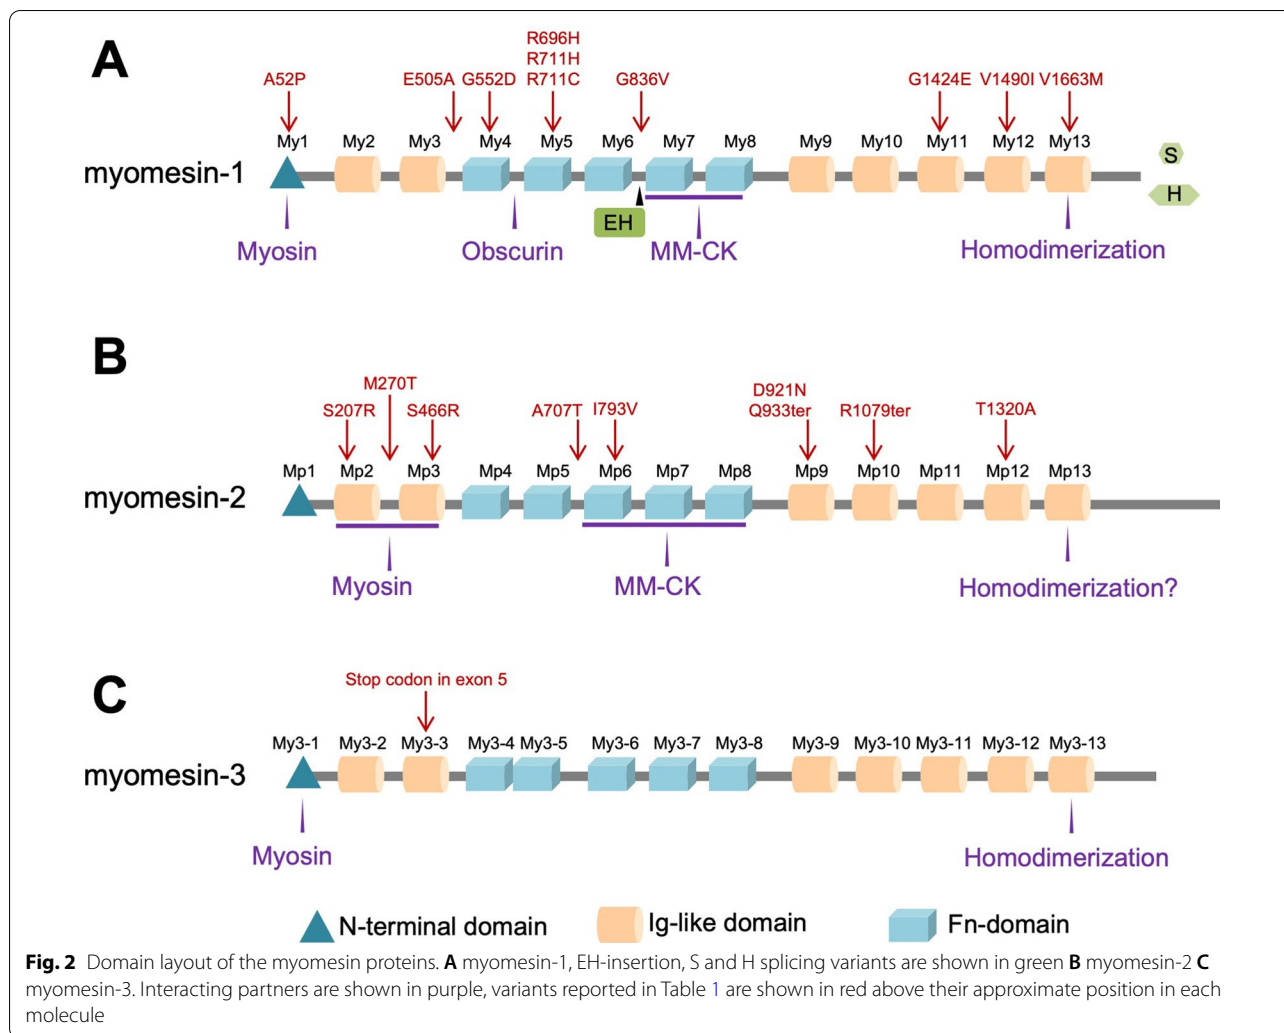 A
R696H
R711H
A52P E505A G552D R711C G836V G1424E V1490I V1663M
My1 My2 My3 My4 My5 My6 My7 My8 My9 My10 My11 My12 My13
myomesin-1
S
H
EH
Myosin Obscurin MM-CK Homodimerization
B
M270T D921N
S207R S466R A707T I793V Q933ter R1079ter T1320A
Mp1 Mp2 Mp3 Mp4 Mp5 Mp6 Mp7 Mp8 Mp9 Mp10 Mp11 Mp12 Mp13
myomesin-2
Myosin MM-CK Homodimerization?
C
Stop codon in exon 5
My3-1 My3-2 My3-3 My3-4 My3-5 My3-6 My3-7 My3-8 My3-9 My3-10 My3-11 My3-12 My3-13
myomesin-3
Myosin Homodimerization
N-terminal domain Ig-like domain Fn-domain
Fig. 2 Domain layout of the myomesin proteins. A myomesin-1, EH-insertion, S and H splicing variants are shown in green B myomesin-2 C
myomesin-3. Interacting partners are shown in purple, variants reported in Table 1 are shown in red above their approximate position in each
molecule